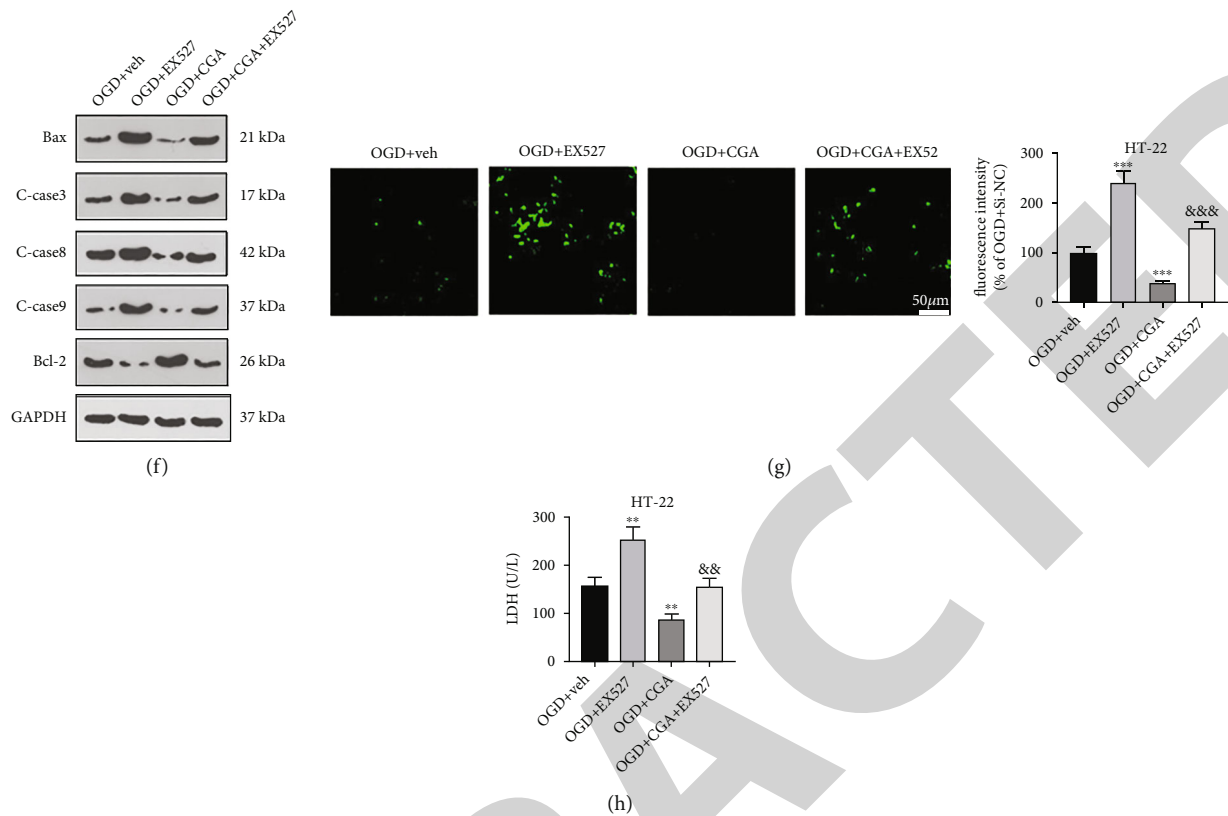 OGD+veh
OGD+EX527
OGD+CGA
OGD+CGA+EX527
Bax 21 kDa
C-case3 17 kDa
C-case8 42 kDa
C-case9 37 kDa
Bcl-2 26 kDa
GAPDH 37 kDa
(f)
OGD+veh OGD+EX527 OGD+CGA OGD+CGA+EX52
50μm
HT-22
fluorescence intensity
(% of OGD+Si-NC)
300
200
100
0
***
***
&&&
OGD+veh
OGD+EX527
OGD+CGA
OGD+CGA+EX527
(g)
HT-22
LDH (U/L)
300
200
100
0
**
**
&&
OGD+veh
OGD+EX527
OGD+CGA
OGD+CGA+EX527
(h)
ACTE